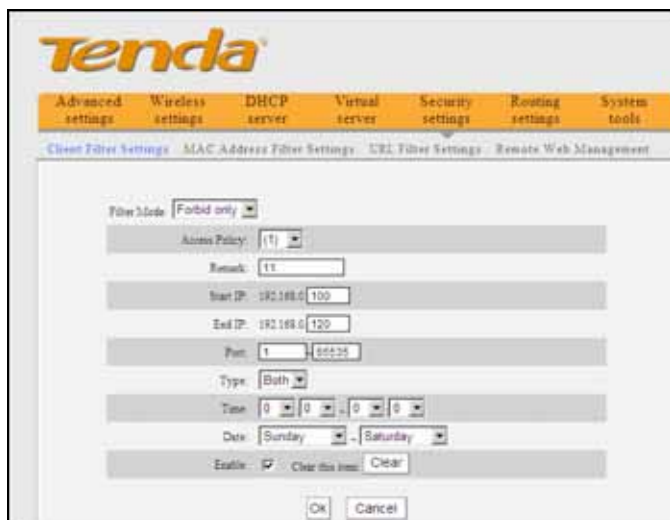 Tenda
Advanced settings Wireless settings DHCP server Virtual server Security settings Routing settings System tools
Client Filter Settings MAC Address Filter Settings URL Filter Settings Remote Web Management
Filter Mode: Forbid only
Access Policy: (1)
Remark: 11
Start IP: 192.168.0.100
End IP: 192.168.0.120
Port: 1 - 65535
Type: Both
Time: 0 0 - 0 0
Date: Sunday - Saturday
Enable: Clear this item: Clear
Ok Cancel